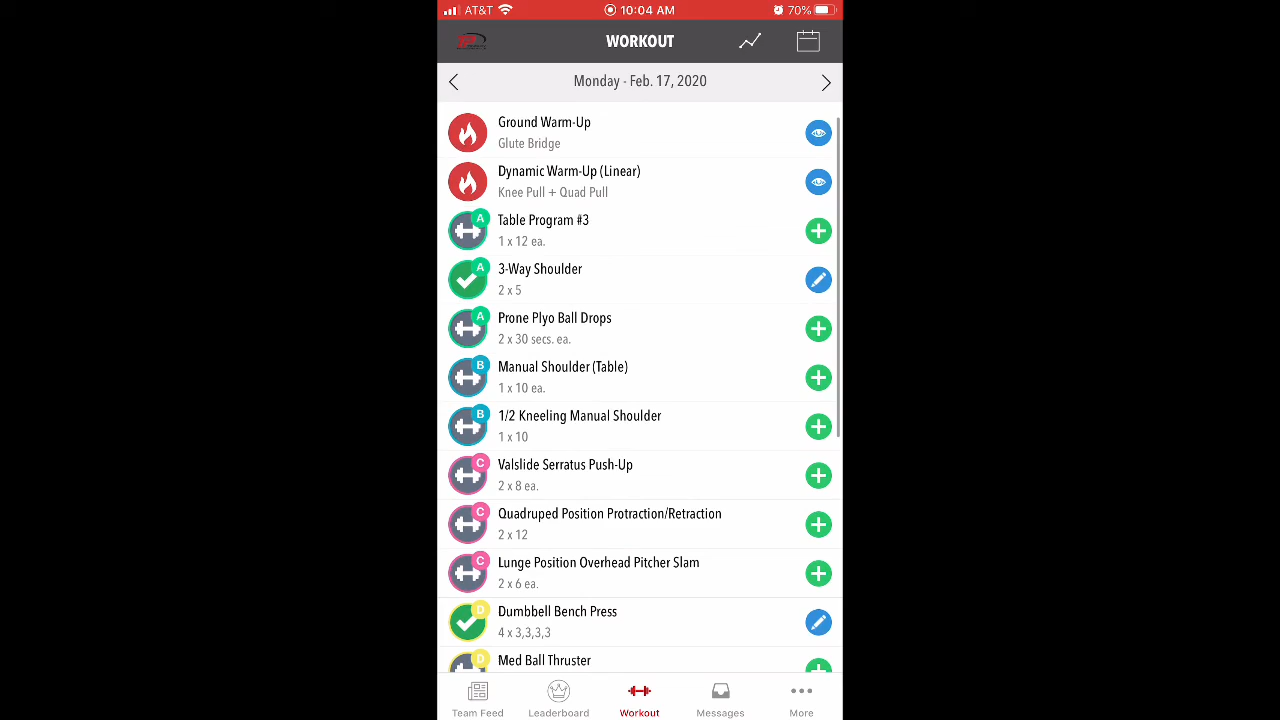 AT&T 10:04 AM 70%
WORKOUT
Monday - Feb. 17, 2020
Ground Warm-Up
Glute Bridge
Dynamic Warm-Up (Linear)
Knee Pull + Quad Pull
A
Table Program #3
1 x 12 ea.
A
3-Way Shoulder
2 x 5
A
Prone Plyo Ball Drops
2 x 30 secs. ea.
B
Manual Shoulder (Table)
1 x 10 ea.
B
1/2 Kneeling Manual Shoulder
1 x 10
C
Valslide Serratus Push-Up
2 x 8 ea.
C
Quadruped Position Protraction/Retraction
2 x 12
C
Lunge Position Overhead Pitcher Slam
2 x 6 ea.
D
Dumbbell Bench Press
4 x 3,3,3,3
D
Med Ball Thruster
Team Feed Leaderboard Workout Messages More